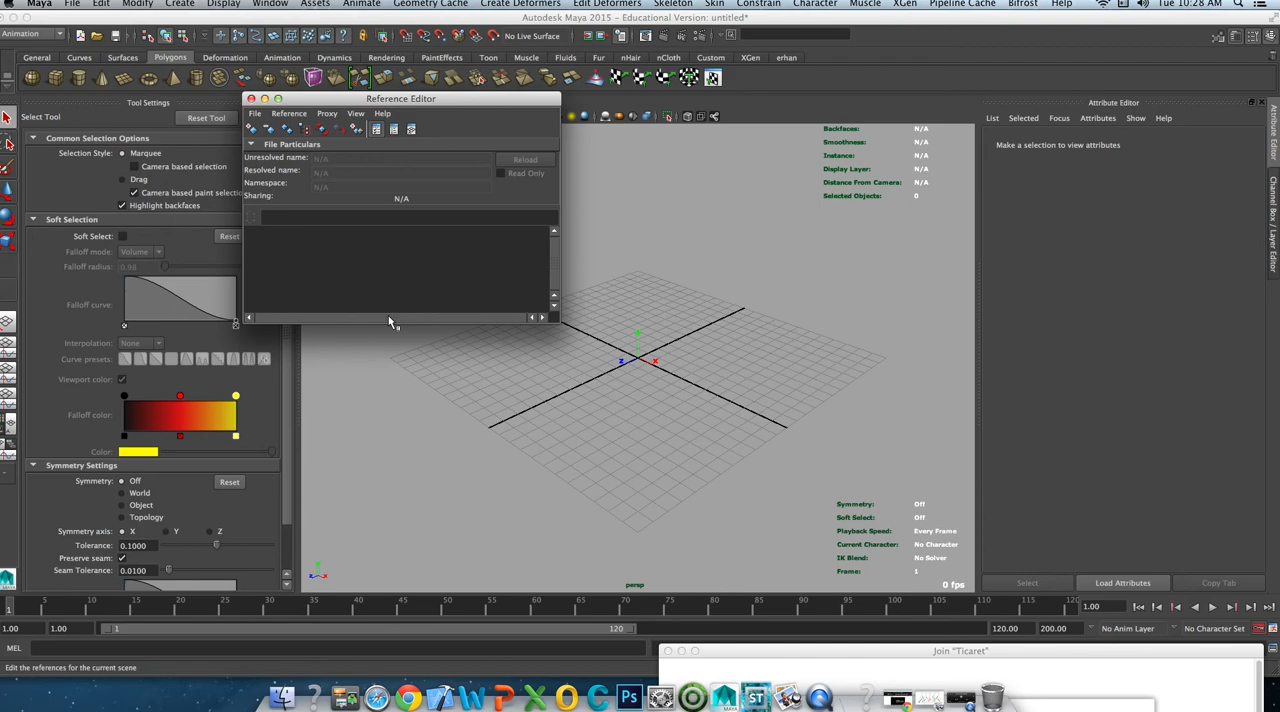 Maya File Edit Modify Create Display Window Assets Animate Geometry Cache Create Deformers Edit Deformers Skeleton Skin Constrain Character Muscle XGen Pipeline Cache Bifrost Help Tue 10:28 AM
Autodesk Maya 2015 - Educational Version: untitled*
Animation No Live Surface
General Curves Surfaces Polygons Deformation Animation Dynamics Rendering PaintEffects Toon Muscle Fluids Fur nHair nCloth Custom XGen erhan
Tool Settings
Select Tool Reset Tool
Common Selection Options
Selection Style: Marquee
Camera based selection
Drag
Camera based paint selection
Highlight backfaces
Soft Selection
Soft Select: Reset
Falloff mode: Volume
Falloff radius: 0.98
Falloff curve:
Interpolation: None
Curve presets:
Viewport color:
Falloff color:
Color:
Symmetry Settings
Symmetry: Off Reset
World
Object
Topology
Symmetry axis: X Y Z
Tolerance: 0.1000
Preserve seam:
Seam Tolerance: 0.0100
Reference Editor
File Reference Proxy View Help
File Particulars
Unresolved name: N/A Reload
Resolved name: N/A Read Only
Namespace: N/A
Sharing: N/A
Backfaces: N/A
Smoothness: N/A
Instance: N/A
Display Layer: N/A
Distance From Camera: N/A
Selected Objects: 0
z x
Symmetry: Off
Soft Select: Off
Playback Speed: Every Frame
Current Character: No Character
IK Blend: No Solver
Frame: 1
persp 0 fps
Attribute Editor
List Selected Focus Attributes Show Help
Make a selection to view attributes
Attribute Editor
Channel Box / Layer Editor
Select Load Attributes Copy Tab
1 5 10 15 20 25 30 35 40 45 50 55 60 65 70 75 80 85 90 95 100 105 110 115 120 1.00
1.00 1.00 1 120 120.00 200.00 No Anim Layer No Character Set
MEL
Edit the references for the current scene
Join "Ticaret"
MAYA ST